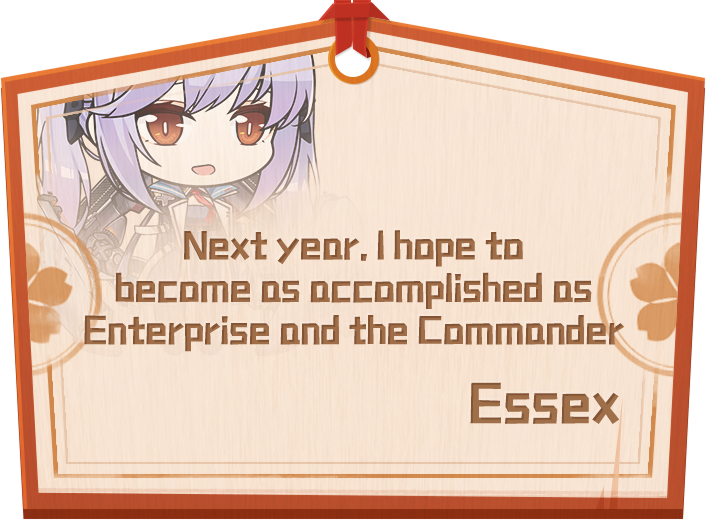 Next year, I hope to
become as accomplished as
Enterprise and the Commander
Essex